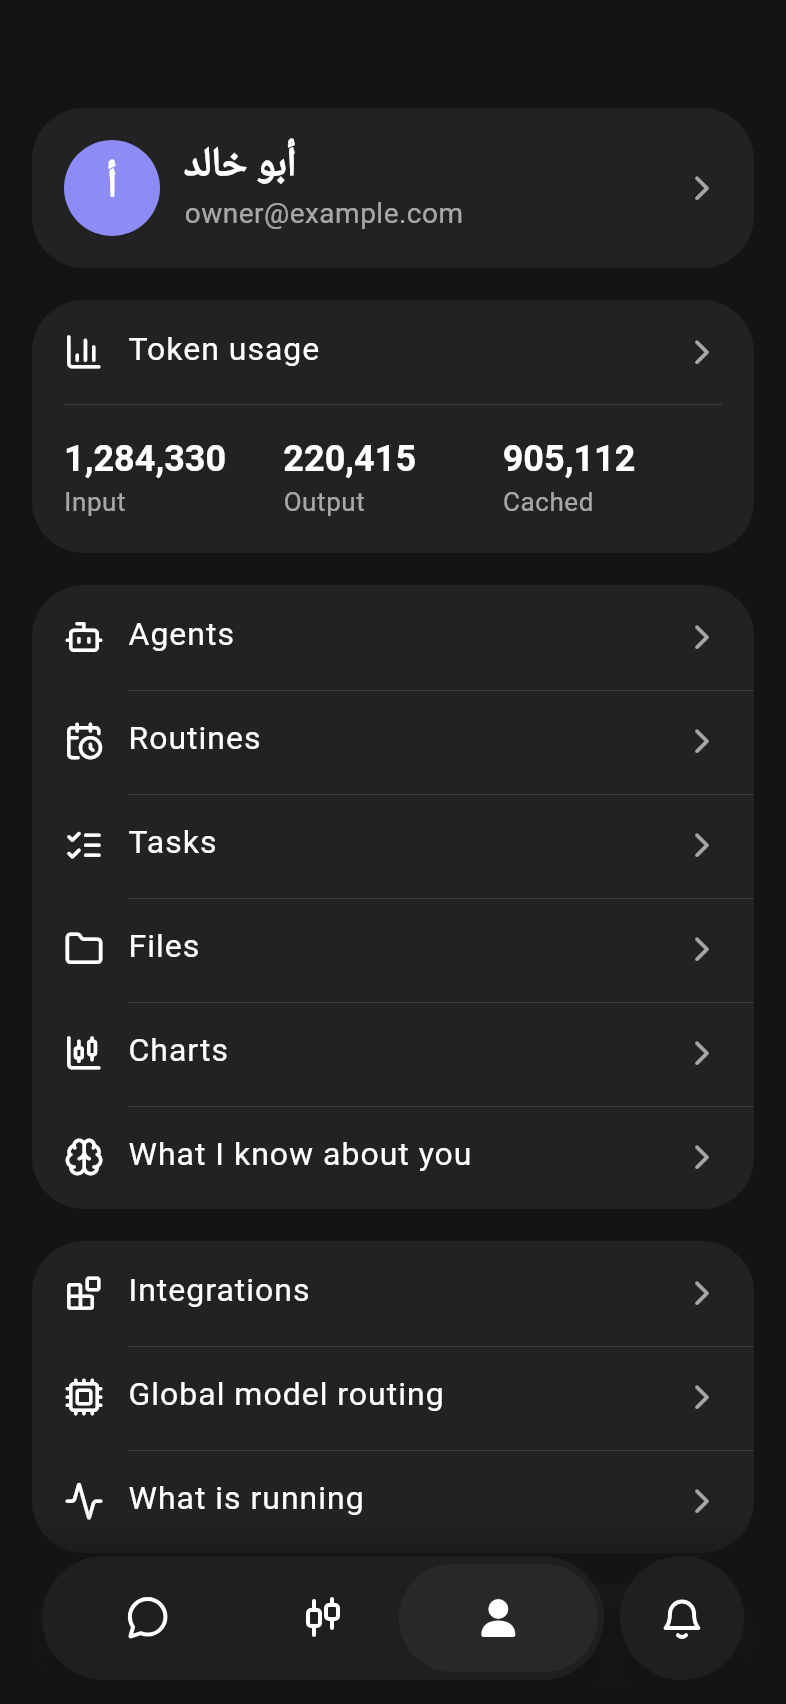 أ
أبو خالد
owner@example.com
Token usage
1,284,330 220,415 905,112
Input Output Cached
Agents
Routines
Tasks
Files
Charts
What I know about you
Integrations
Global model routing
What is running